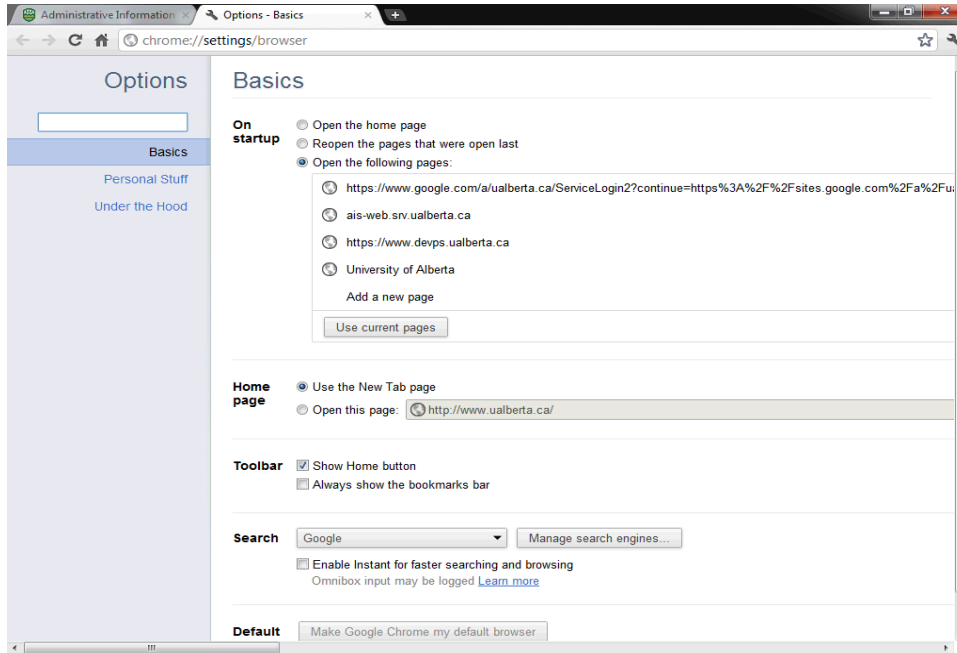 Administrative Information
Options - Basics
chrome://settings/browser
Options
Basics
Personal Stuff
Under the Hood
Basics
On startup
Open the home page
Reopen the pages that were open last
Open the following pages:
https://www.google.com/a/ualberta.ca/ServiceLogin2?continue=https%3A%2F%2Fsites.google.com%2Fa%2Fua
ais-web.srv.ualberta.ca
https://www.devps.ualberta.ca
University of Alberta
Add a new page
Use current pages
Home page
Use the New Tab page
Open this page: http://www.ualberta.ca/
Toolbar
Show Home button
Always show the bookmarks bar
Search
Google
Manage search engines...
Enable Instant for faster searching and browsing
Omnibox input may be logged Learn more
Default
Make Google Chrome my default browser